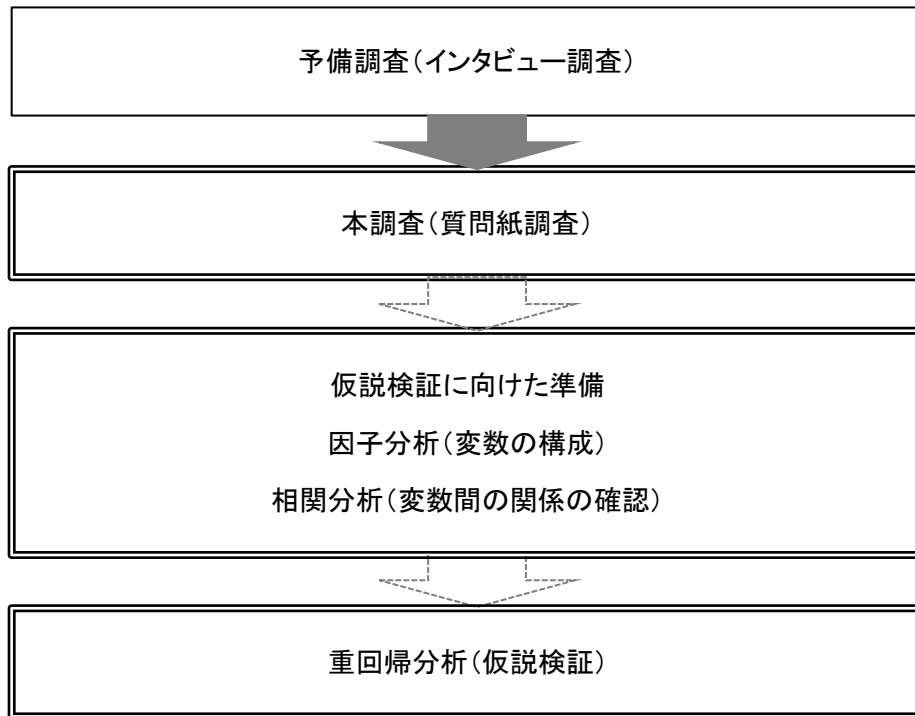 予備調査（インタビュー調査）
本調査（質問紙調査）
仮説検証に向けた準備
因子分析（変数の構成）
相関分析（変数間の関係の確認）
重回帰分析（仮説検証）